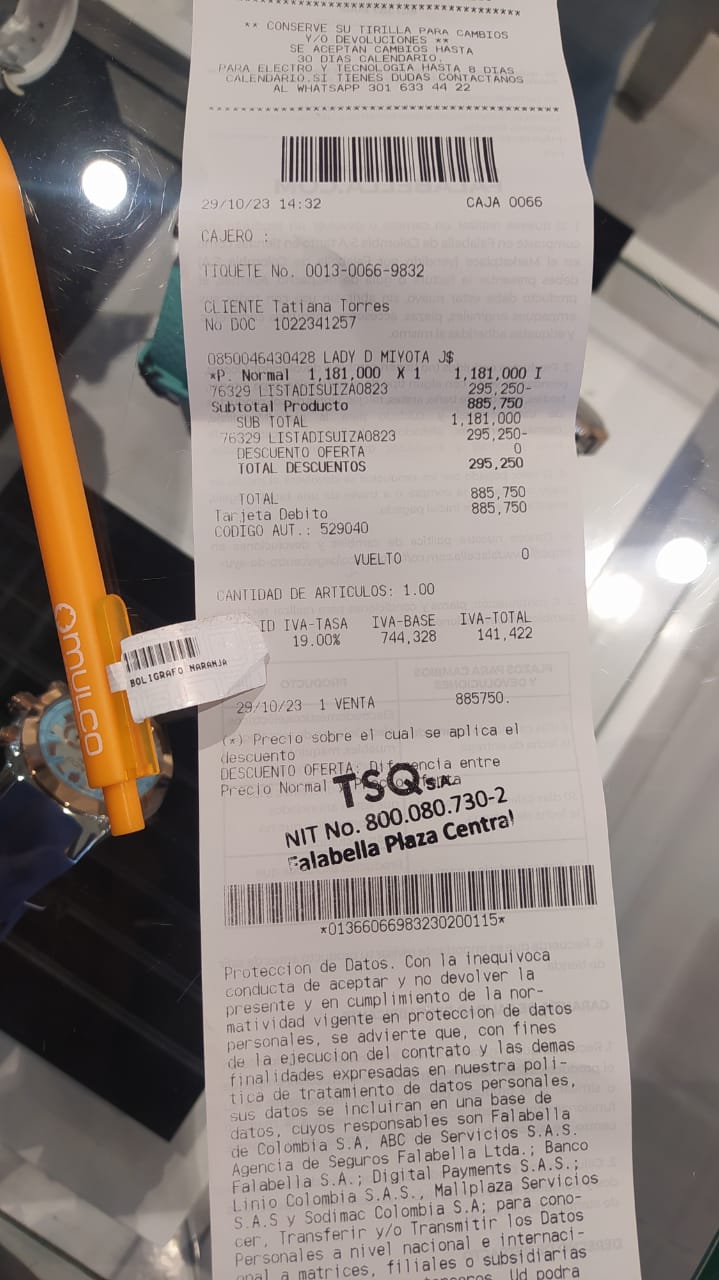 ************************************
** CONSERVE SU TIRILLA PARA CAMBIOS
Y/O DEVOLUCIONES **
SE ACEPTAN CAMBIOS HASTA
30 DIAS CALENDARIO.
PARA ELECTRO Y TECNOLOGIA HASTA 8 DIAS
CALENDARIO.SI TIENES DUDAS CONTACTANOS
AL WHATSAPP 301 633 44 22
****************************************
29/10/23 14:32 CAJA 0066
CAJERO :
TIQUETE No. 0013-0066-9832
CLIENTE Tatiana Torres
No DOC 1022341257
0850046430428 LADY D MIYOTA J$
*P. Normal 1,181,000 X 1 1,181,000 I
76329 LISTADISUIZA0823 295,250-
Subtotal Producto 885,750
SUB TOTAL 1,181,000
76329 LISTADISUIZA0823 295,250-
DESCUENTO OFERTA 0
TOTAL DESCUENTOS 295,250
TOTAL 885,750
Tarjeta Debito 885,750
CODIGO AUT.: 529040
VUELTO 0
CANTIDAD DE ARTICULOS: 1.00
ID IVA-TASA IVA-BASE IVA-TOTAL
19.00% 744,328 141,422
OMULCO
BOLIGRAFO NARANJA
29/10/23 1 VENTA 885750.
(*) Precio sobre el cual se aplica el
descuento
DESCUENTO OFERTA: Diferencia entre
Precio Normal y Precio Oferta
TSQ S.A.
NIT No. 800.080.730-2
Falabella Plaza Central
*01366066983230200115*
Proteccion de Datos. Con la inequivoca
conducta de aceptar y no devolver la
presente y en cumplimiento de la nor-
matividad vigente en proteccion de datos
personales, se advierte que, con fines
de la ejecucion del contrato y las demas
finalidades expresadas en nuestra poli-
tica de tratamiento de datos personales,
sus datos se incluiran en una base de
datos, cuyos responsables son Falabella
de Colombia S.A, ABC de Servicios S.A.S.
Agencia de Seguros Falabella Ltda.; Banco
Falabella S.A.; Digital Payments S.A.S.;
Linio Colombia S.A.S., Mallplaza Servicios
S.A.S y Sodimac Colombia S.A; para cono-
cer, Transferir y/o Transmitir los Datos
Personales a nivel nacional e internaci-
onal a matrices, filiales o subsidiarias
Ud podra